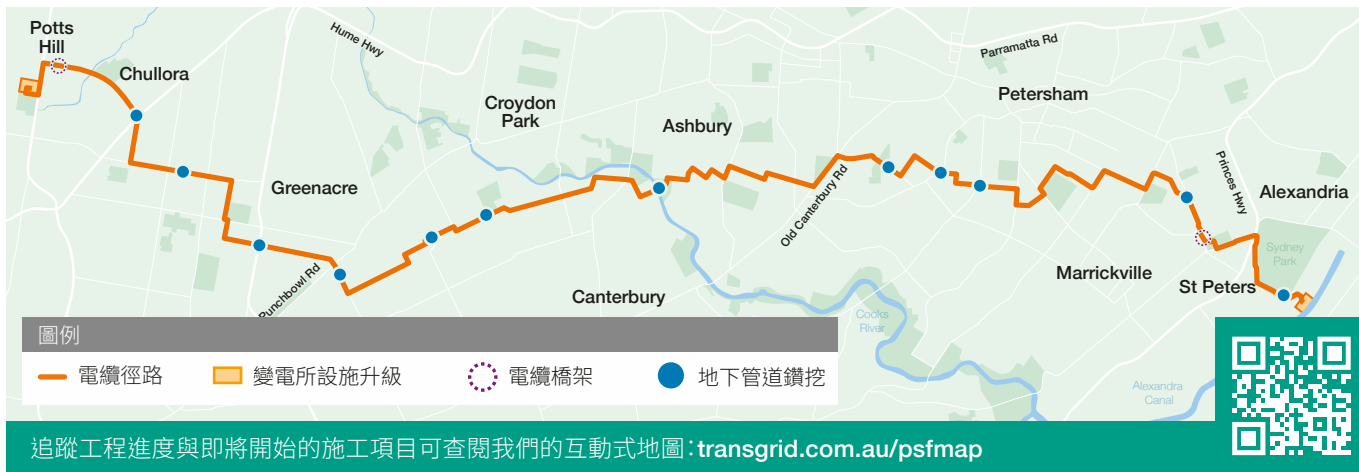 Potts
Hill
Chullora
Hume Hwy
Parramatta Rd
Croydon
Park
Ashbury
Petersham
Greenacre
Old Canterbury Rd
Princes Hwy
Alexandria
Sydney
Park
Punchbowl Rd
Canterbury
Marrickville
St Peters
Cooks
River
Alexandra
Canal
圖例
電纜徑路
變電所設施升級
電纜橋架
地下管道鑽挖
追蹤工程進度與即將開始的施工項目可查閱我們的互動式地圖：transgrid.com.au/psfmap